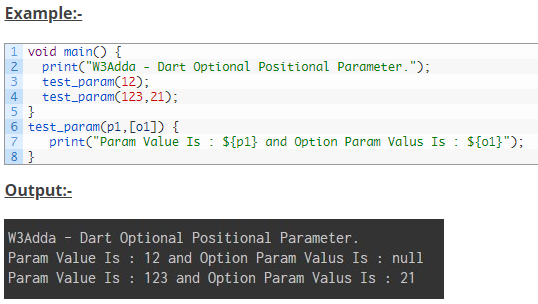 Example:-
1 void main() {
2 print("W3Adda - Dart Optional Positional Parameter.");
3 test_param(12);
4 test_param(123,21);
5 }
6 test_param(p1,[o1]) {
7 print("Param Value Is : ${p1} and Option Param Valus Is : ${o1}");
8 }
Output:-
W3Adda - Dart Optional Positional Parameter.
Param Value Is : 12 and Option Param Valus Is : null
Param Value Is : 123 and Option Param Valus Is : 21